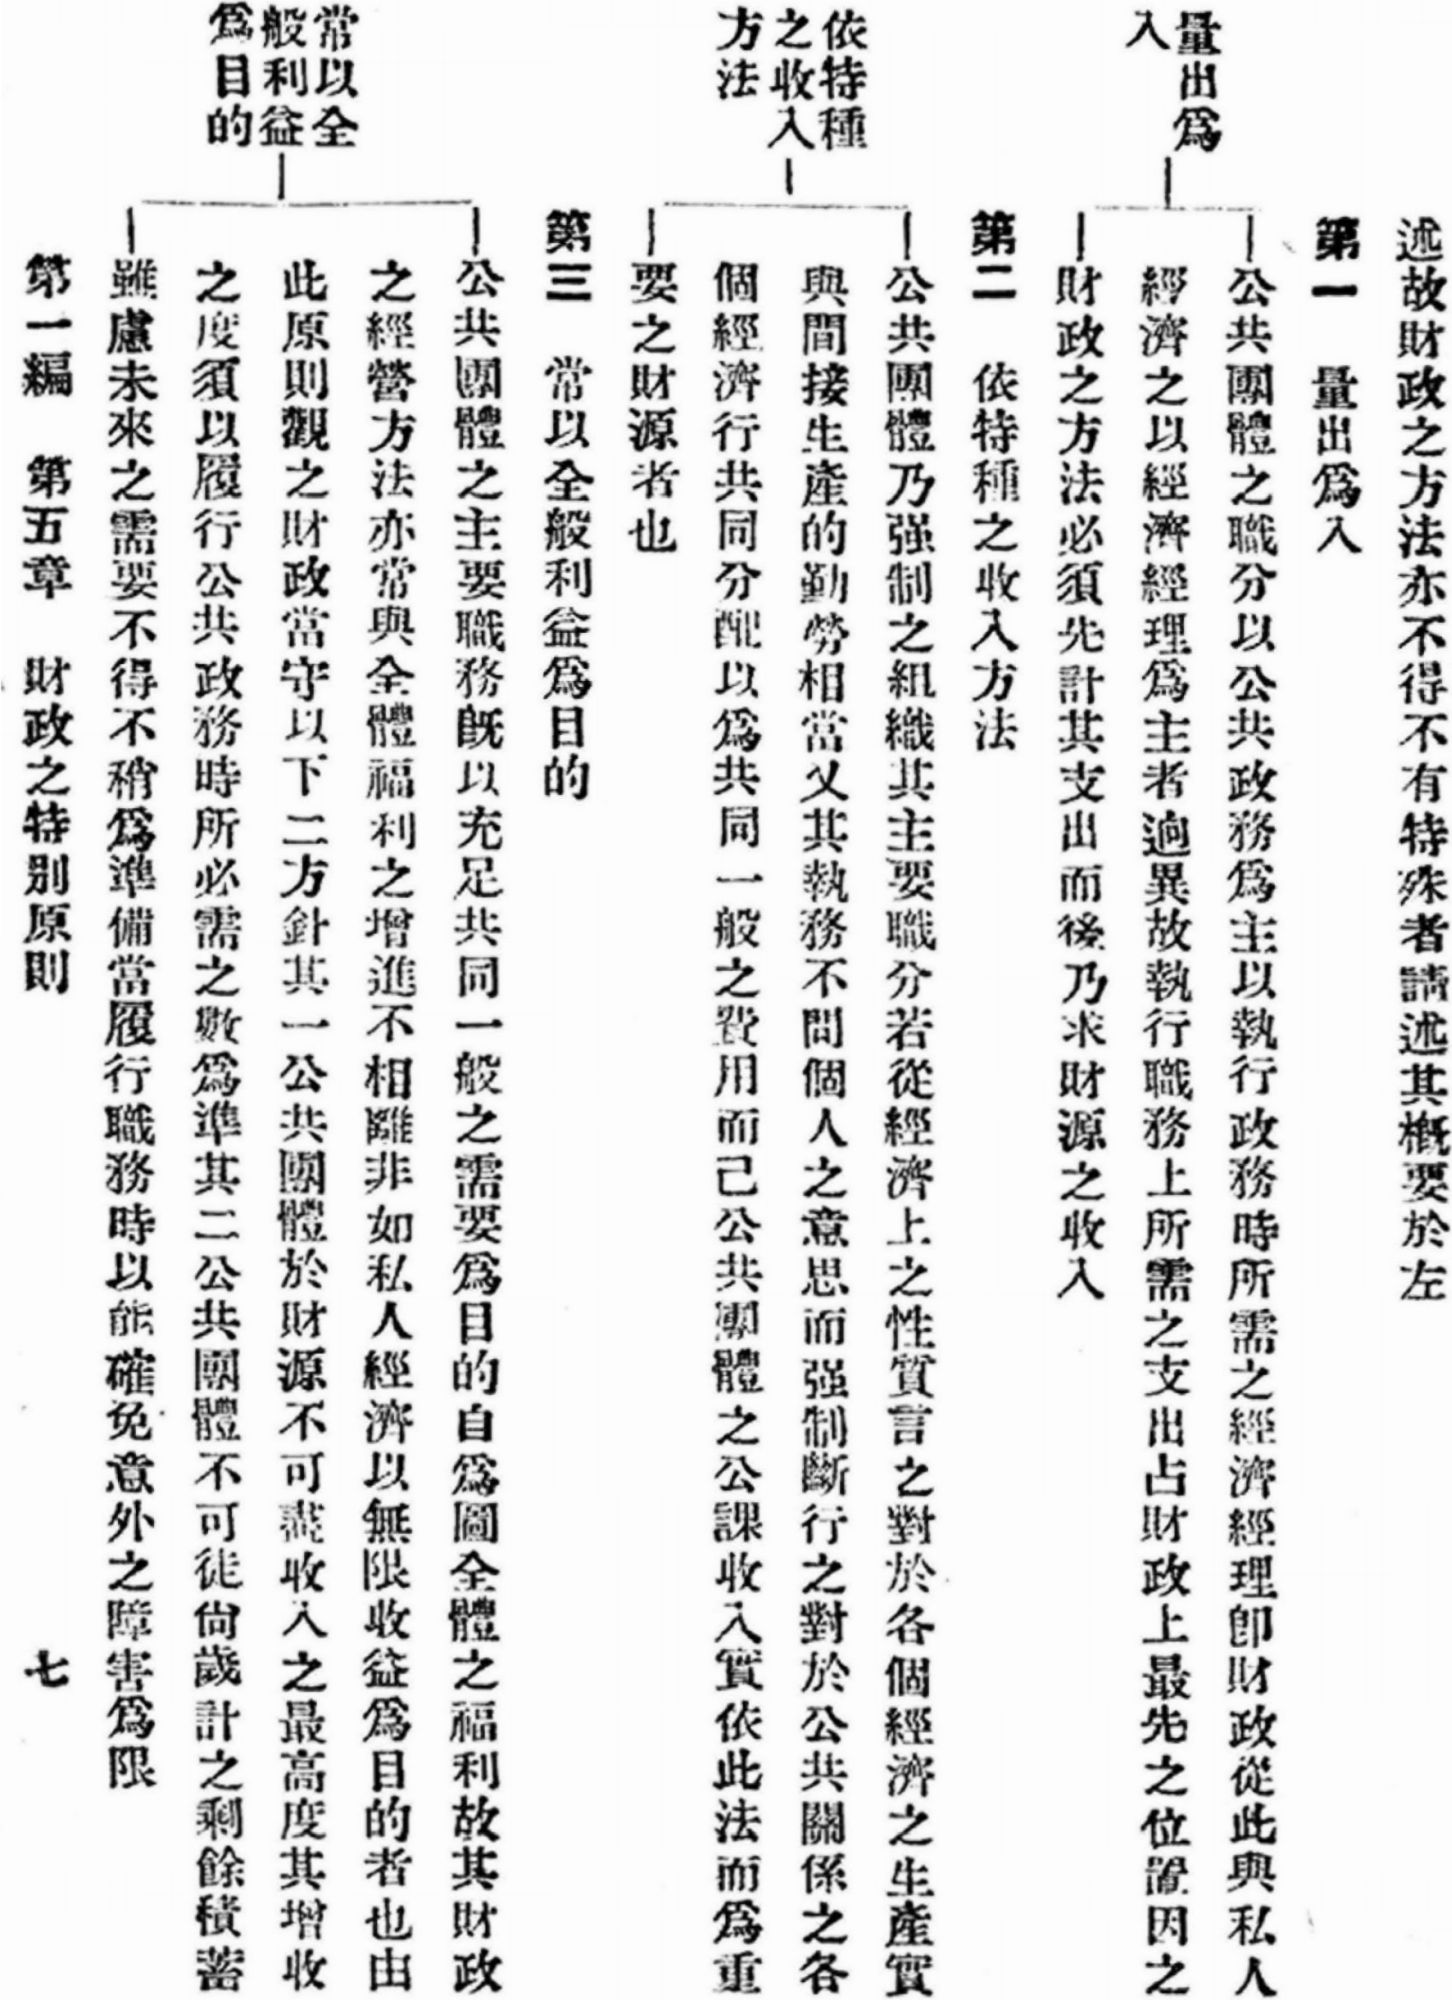 述故財政之方法亦不得不有特殊者請述其概要於左
第一　量出爲入
量出爲
入
公共團體之職分以公共政務爲主以執行政務時所需之經濟經理卽財政從此與私人
經濟之以經濟經理爲主者逈異故執行職務上所需之支出占財政上最先之位置因之
財政之方法必須先計其支出而後乃求財源之收入
第二　依特種之收入方法
依特種
之收入
方法
公共團體乃强制之組織其主要職分若從經濟上之性質言之對於各個經濟之生產實
與間接生產的勤勞相當又其執務不問個人之意思而强制斷行之對於公共關係之各
個經濟行共同分配以爲共同一般之費用而己公共團體之公課收入實依此法而爲重
要之財源者也
第三　常以全般利益爲目的
常以全
般利益
爲目的
公共團體之主要職務旣以充足共同一般之需要爲目的自爲圖全體之福利故其財政
之經營方法亦常與全體福利之增進不相離非如私人經濟以無限收益爲目的者也由
此原則觀之財政當守以下二方針其一公共團體於財源不可盡收入之最高度其增收
之度須以履行公共政務時所必需之數爲準其二公共團體不可徒尙歲計之剩餘積蓄
雖慮未來之需要不得不稍爲準備當履行職務時以能確免意外之障害爲限
第一編　第五章　財政之特別原則　七